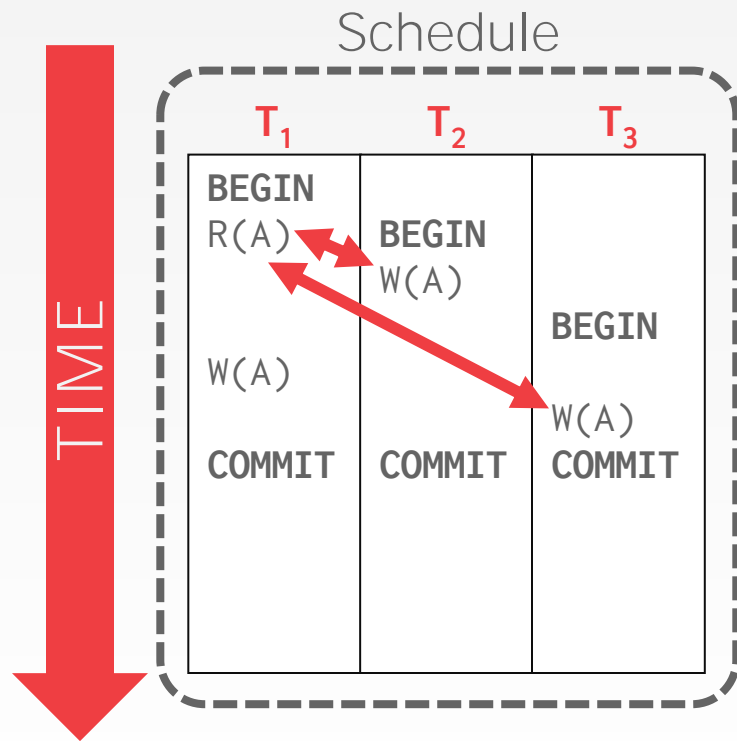 Schedule
TIME
T1 T2 T3
BEGIN
R(A) BEGIN
W(A)
BEGIN
W(A)
W(A)
COMMIT COMMIT COMMIT